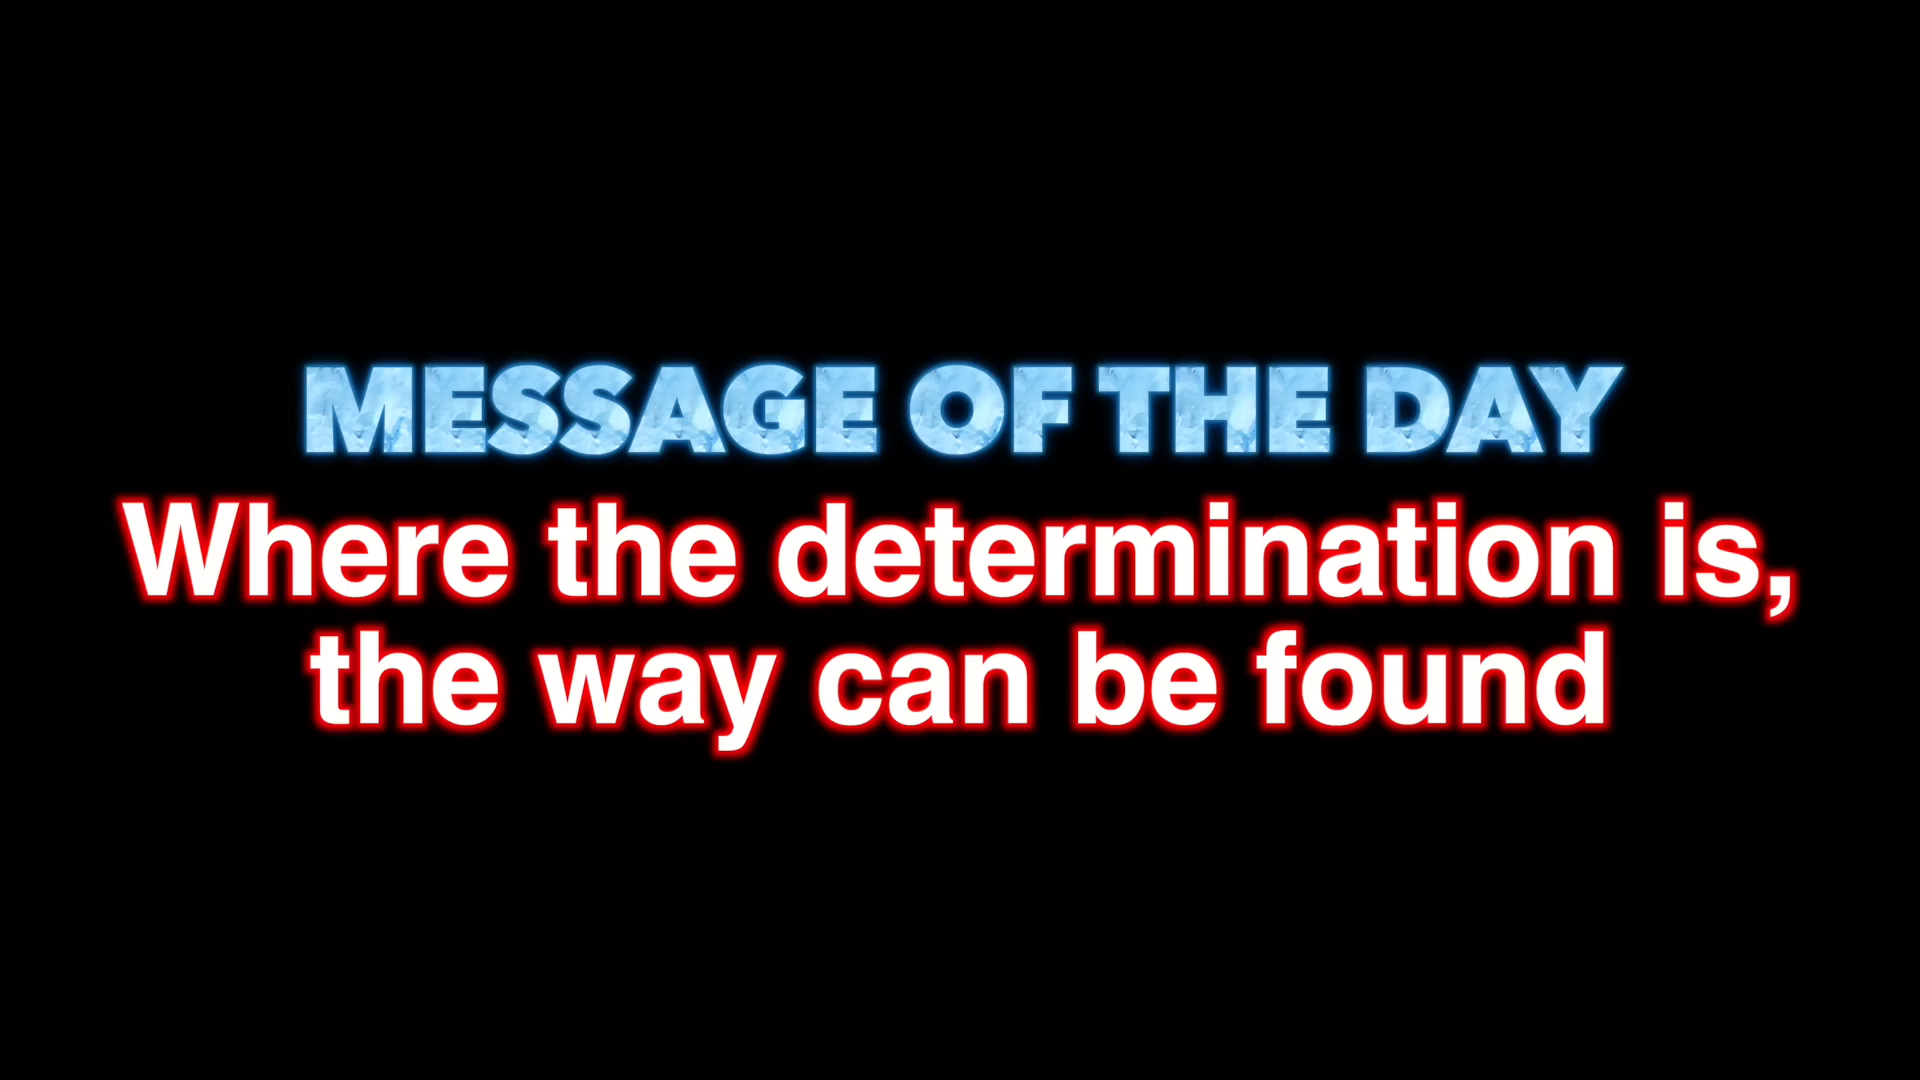 MESSAGE OF THE DAY
Where the determination is,
the way can be found